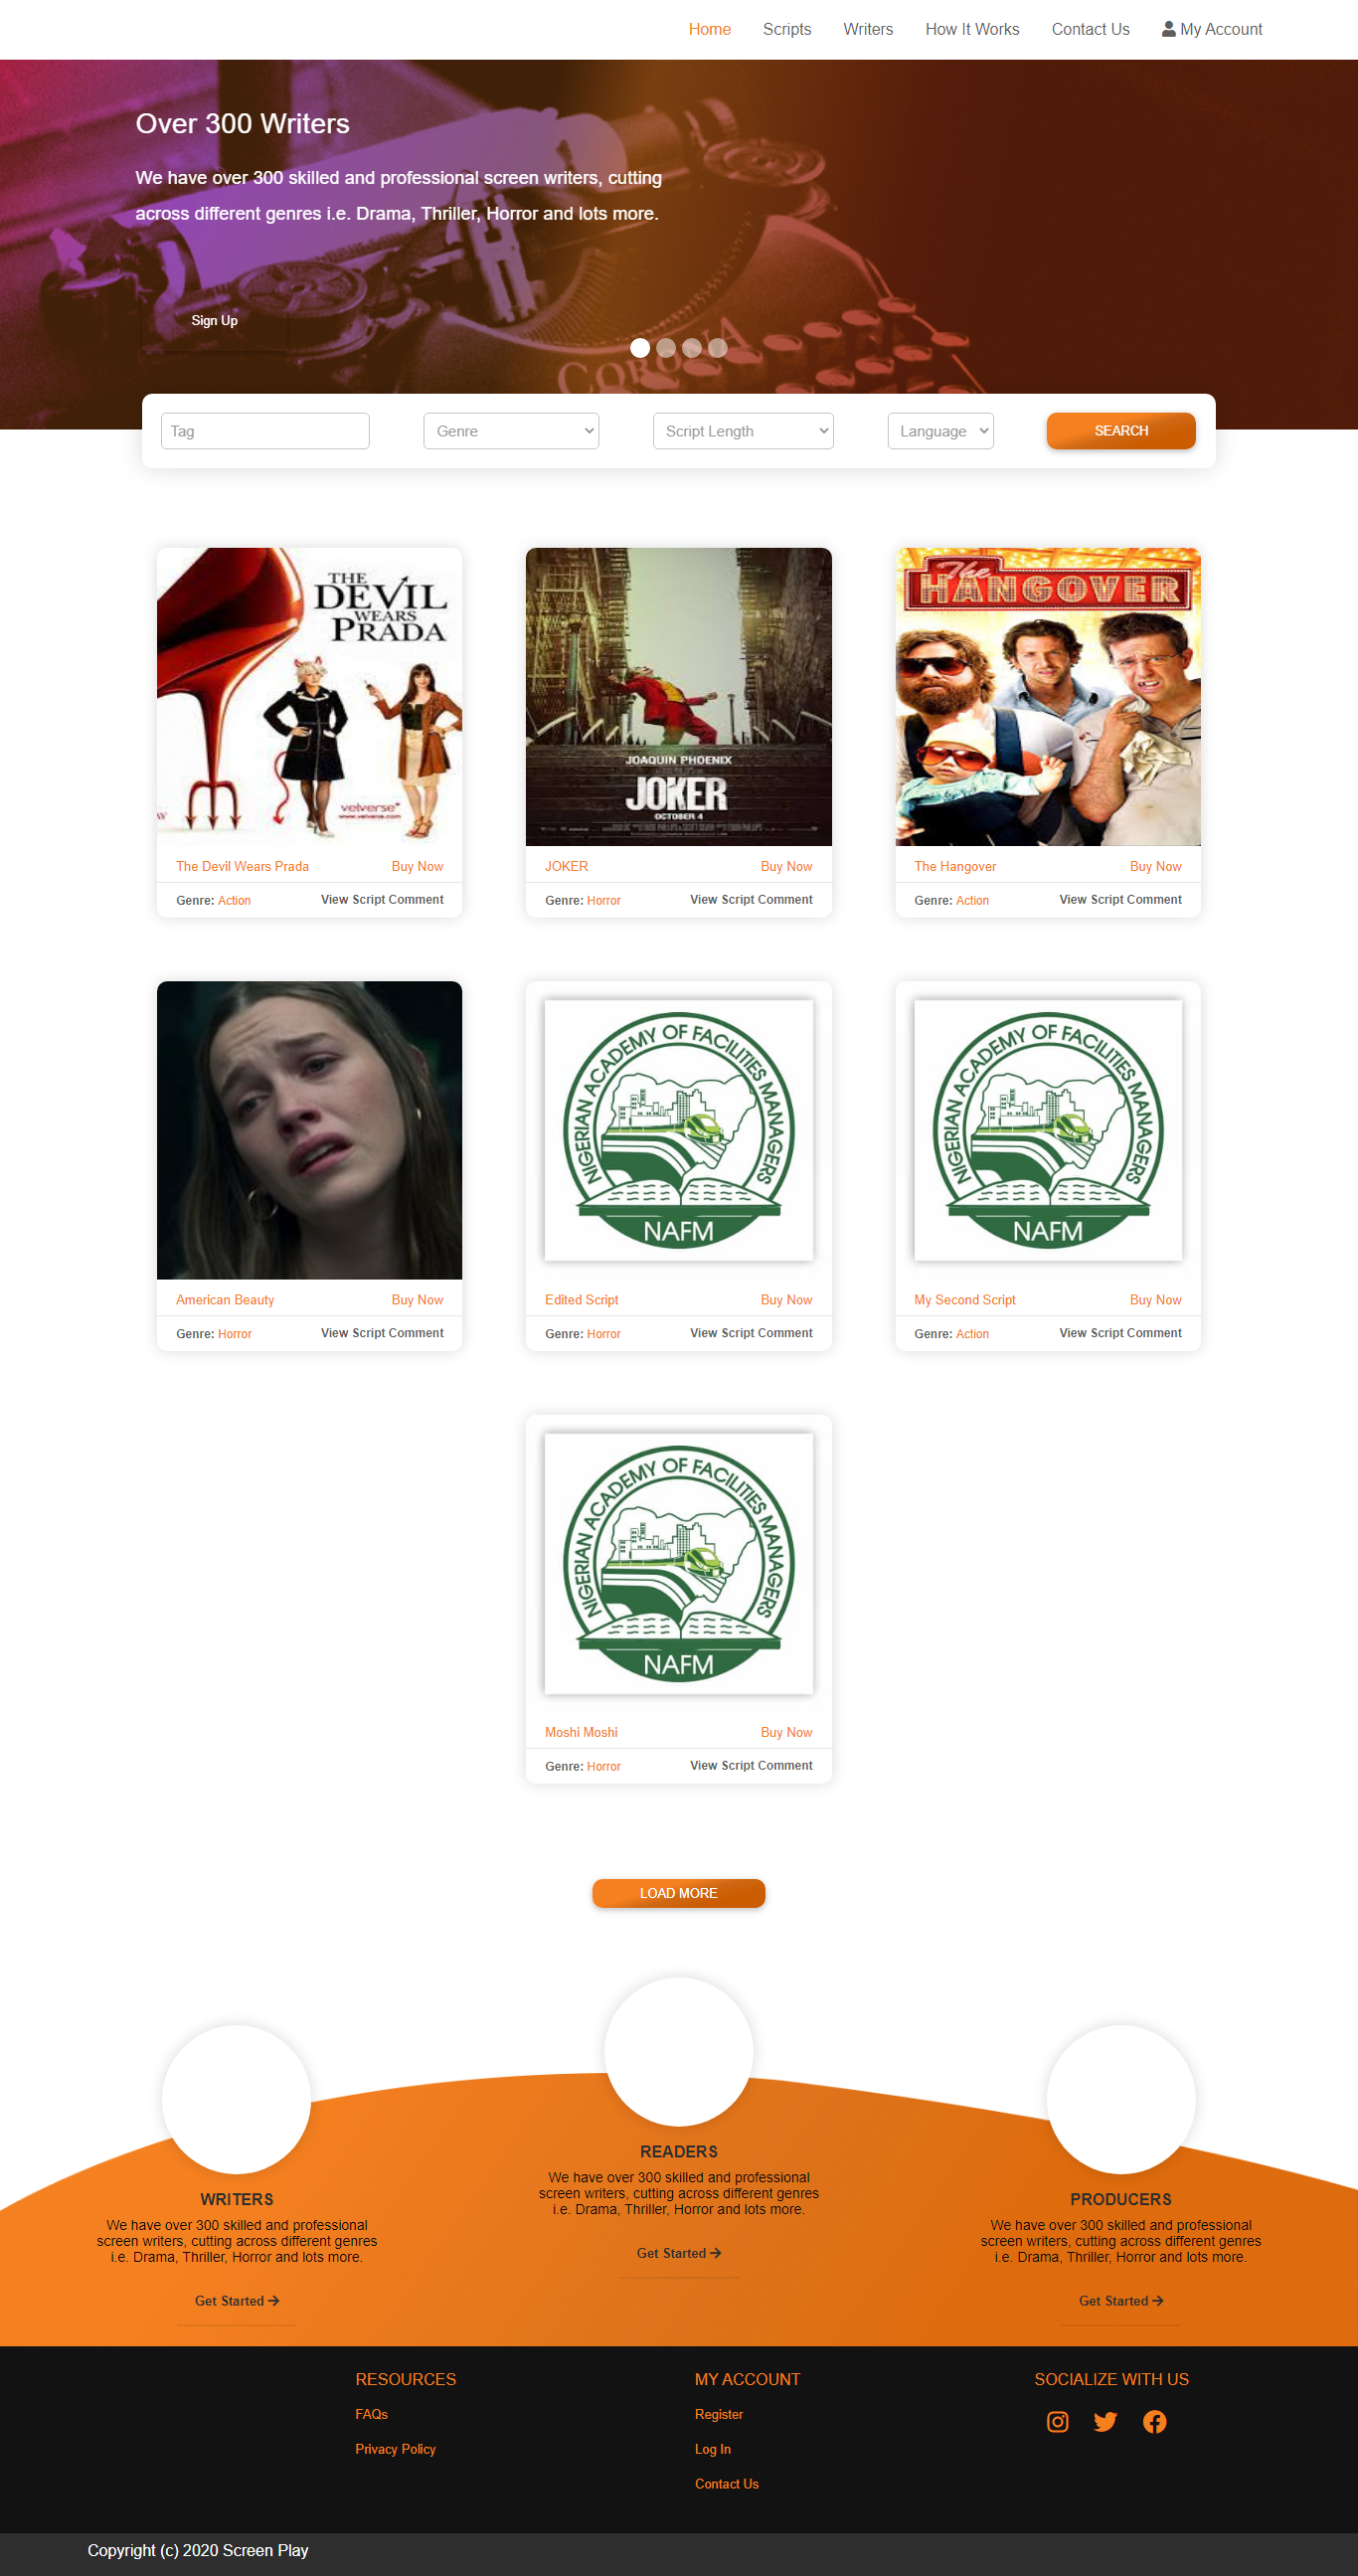 Home Scripts Writers How It Works Contact Us My Account
Over 300 Writers
We have over 300 skilled and professional screen writers, cutting
across different genres i.e. Drama, Thriller, Horror and lots more.
Sign Up
CORONA
Tag Genre Script Length Language SEARCH
THE
DEVIL
WEARS
PRADA
velverse
www.velverse.com
The Devil Wears Prada Buy Now
Genre: Action View Script Comment
JOAQUIN PHOENIX
JOKER
OCTOBER 4
JOKER Buy Now
Genre: Horror View Script Comment
The
HANGOVER
The Hangover Buy Now
Genre: Action View Script Comment
American Beauty Buy Now
Genre: Horror View Script Comment
NIGERIAN ACADEMY OF FACILITIES MANAGERS
NAFM
Edited Script Buy Now
Genre: Horror View Script Comment
NIGERIAN ACADEMY OF FACILITIES MANAGERS
NAFM
My Second Script Buy Now
Genre: Action View Script Comment
NIGERIAN ACADEMY OF FACILITIES MANAGERS
NAFM
Moshi Moshi Buy Now
Genre: Horror View Script Comment
LOAD MORE
WRITERS
We have over 300 skilled and professional
screen writers, cutting across different genres
i.e. Drama, Thriller, Horror and lots more.
Get Started
READERS
We have over 300 skilled and professional
screen writers, cutting across different genres
i.e. Drama, Thriller, Horror and lots more.
Get Started
PRODUCERS
We have over 300 skilled and professional
screen writers, cutting across different genres
i.e. Drama, Thriller, Horror and lots more.
Get Started
RESOURCES
FAQs
Privacy Policy
MY ACCOUNT
Register
Log In
Contact Us
SOCIALIZE WITH US
Copyright (c) 2020 Screen Play